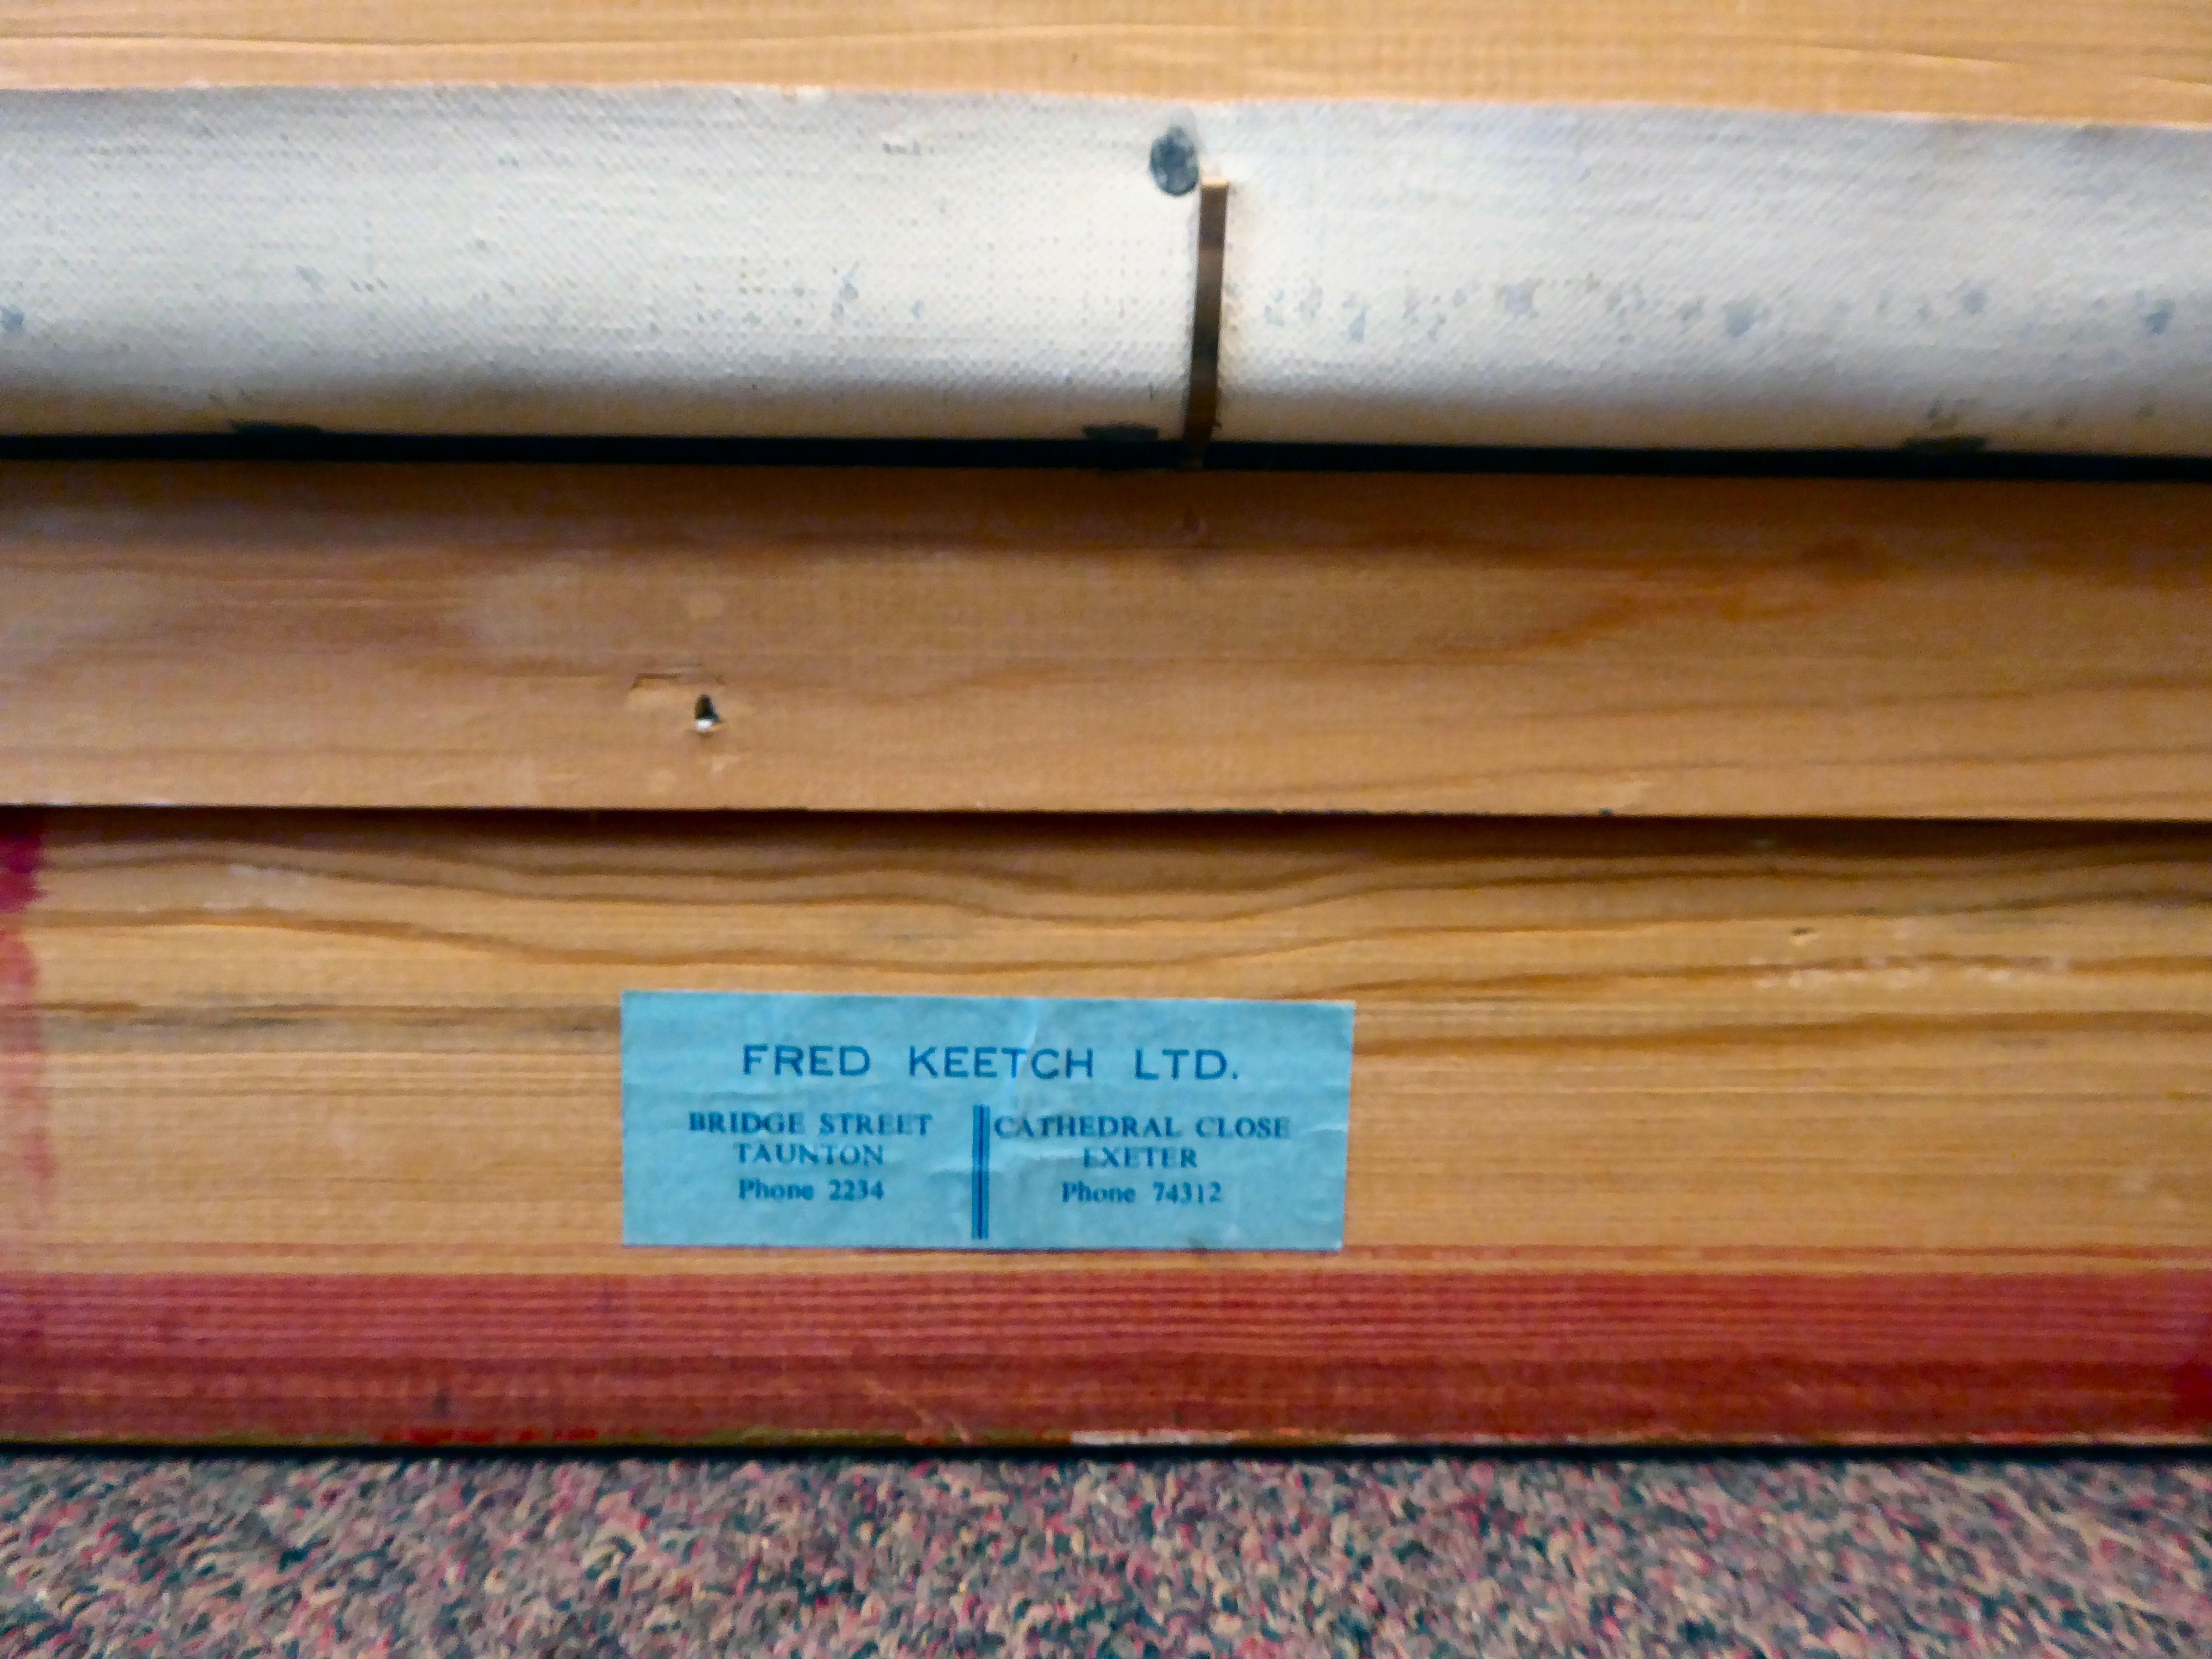 FRED KEETCH LTD.
BRIDGE STREET
TAUNTON
Phone 2234
CATHEDRAL CLOSE
EXETER
Phone 74312